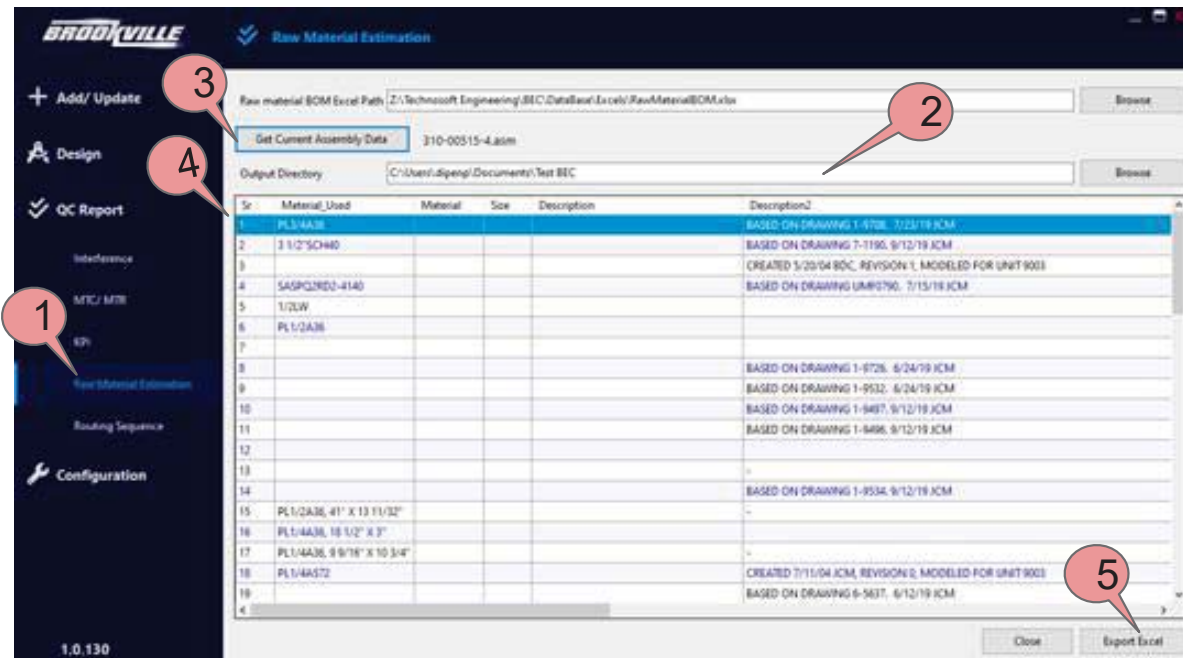 BROOKVILLE
Raw Material Estimation
3
+ Add/ Update
Raw material BOM Excel Path Z:\Technosoft Engineering\BEC\DataBase\Excels\RawMaterialBOM.xlsx Browse
2
Get Current Assembly Data 310-00515-4.asm
Design
4
Output Directory C:\Users\dipenp\Documents\Test BEC Browse
QC Report
Sr Material_Used Material Size Description Description2
1 PL3/4A36 BASED ON DRAWING 1-9708, 7/23/19 JCM
2 3 1/2"SCH40 BASED ON DRAWING 7-1190, 9/12/19 JCM
3 CREATED 5/20/04 BDC, REVISION 1, MODELED FOR UNIT 9003
Interference
4 SASPQ2RD2-4140 BASED ON DRAWING UMF0790, 7/15/19 JCM
MTC/ MTR
5 1/2LW
1
6 PL1/2A36
KPI
7
8 BASED ON DRAWING 1-9726, 6/24/19 JCM
Raw Material Estimation
9 BASED ON DRAWING 1-9532, 6/24/19 JCM
10 BASED ON DRAWING 1-9497, 9/12/19 JCM
Routing Sequence
11 BASED ON DRAWING 1-9496, 9/12/19 JCM
12
Configuration
13 -
14 BASED ON DRAWING 1-9534, 9/12/19 JCM
15 PL1/2A36, 41" X 13 11/32" -
16 PL1/4A36, 18 1/2" X 3"
17 PL1/4A36, 9 9/16" X 10 3/4" -
18 PL1/4A572 CREATED 7/11/04 JCM, REVISION 0, MODELED FOR UNIT 9003
5
19 BASED ON DRAWING 6-5637, 6/12/19 JCM
Close Export Excel
1.0.130